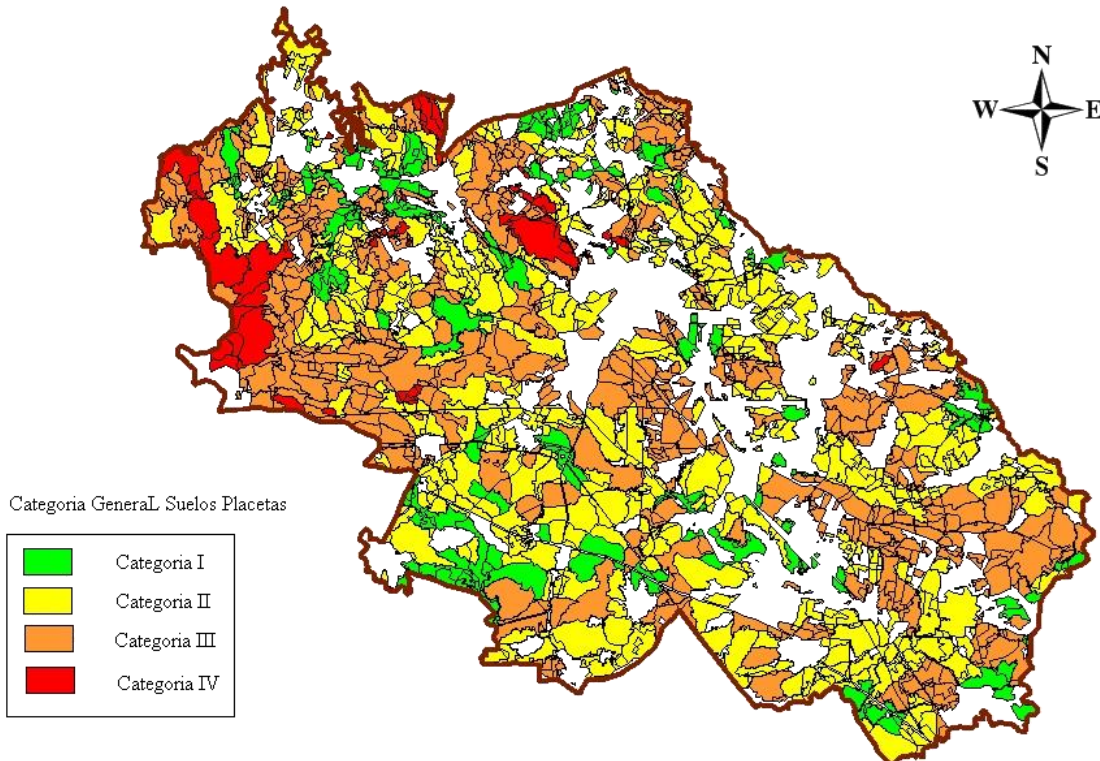 N
W E
S
Categoria GeneraL Suelos Placetas
Categoria I
Categoria II
Categoria III
Categoria IV